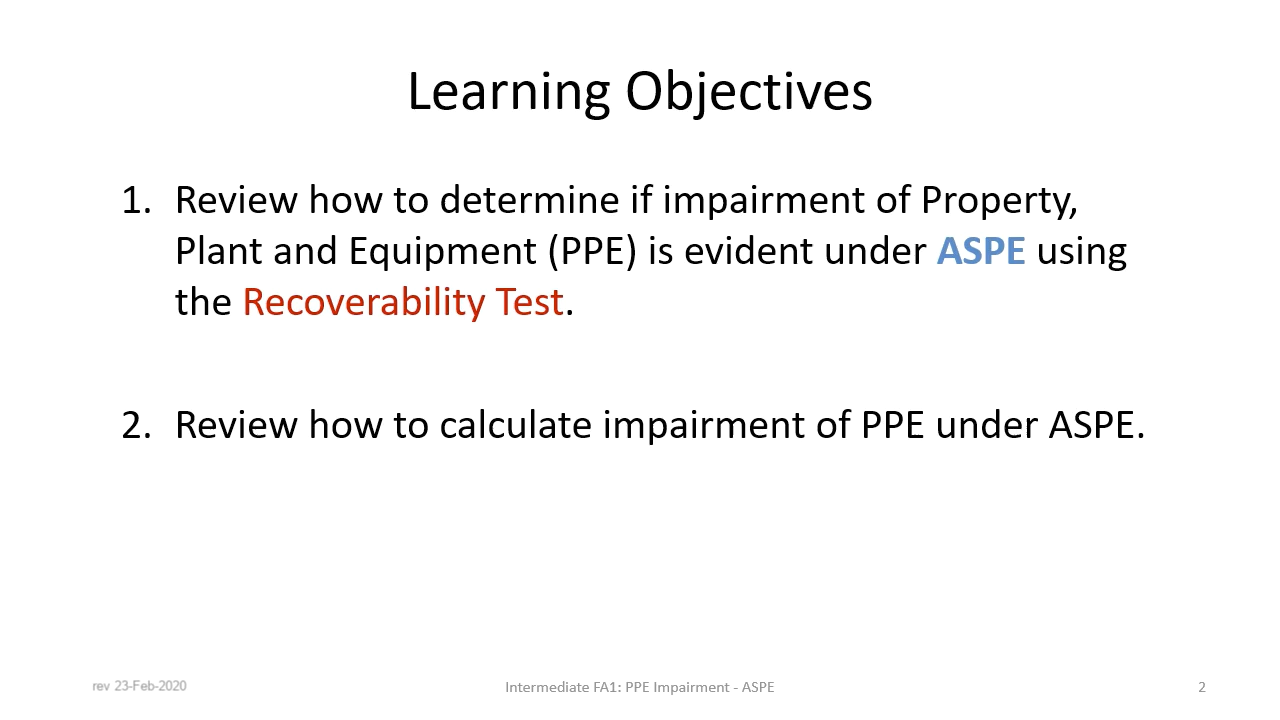 Learning Objectives
1. Review how to determine if impairment of Property,
Plant and Equipment (PPE) is evident under ASPE using
the Recoverability Test.
2. Review how to calculate impairment of PPE under ASPE.
rev 23-Feb-2020
Intermediate FA1: PPE Impairment - ASPE
2